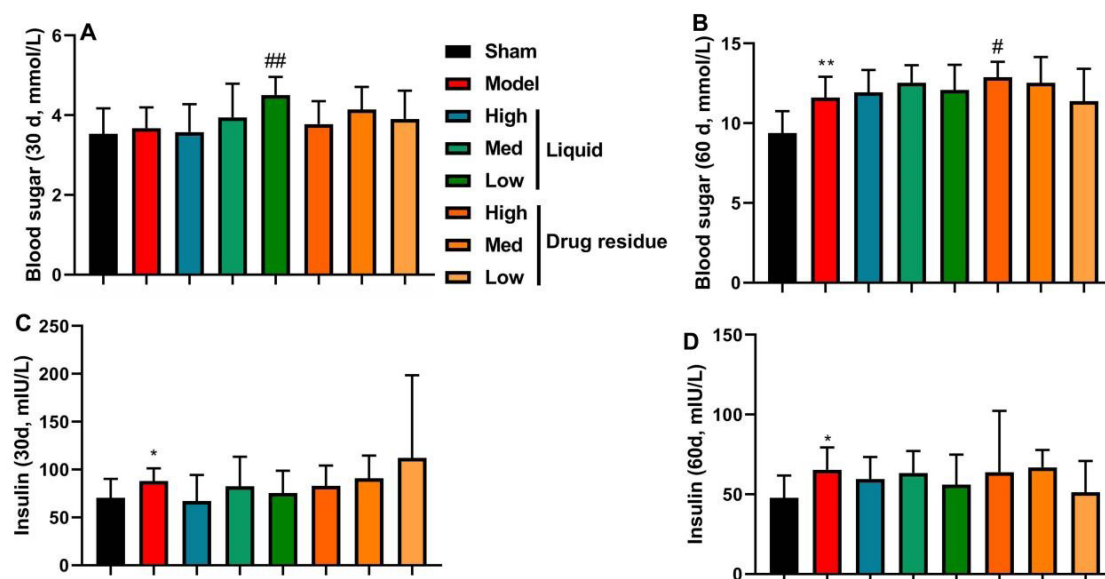 A
Blood sugar (30 d, mmol/L)
6
4
2
0
##
Sham
Model
High
Med
Low
Liquid
High
Med
Low
Drug residue
B
Blood sugar (60 d, mmol/L)
15
10
5
0
**
#
C
Insulin (30d, mIU/L)
250
200
150
100
50
0
*
D
Insulin (60d, mIU/L)
150
100
50
0
*